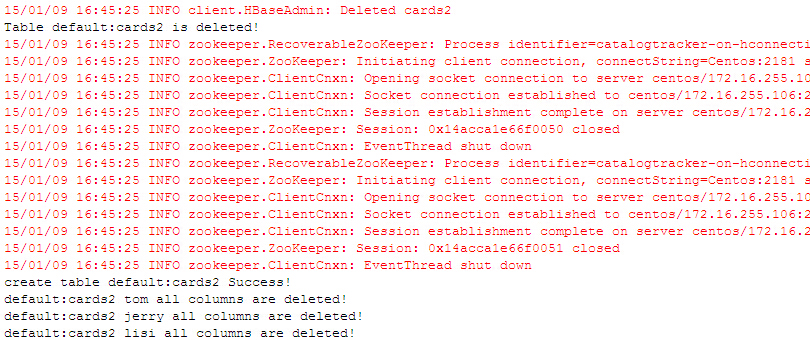 15/01/09 16:45:25 INFO client.HBaseAdmin: Deleted cards2
Table default:cards2 is deleted!
15/01/09 16:45:25 INFO zookeeper.RecoverableZooKeeper: Process identifier=catalogtracker-on-hconnecti
15/01/09 16:45:25 INFO zookeeper.ZooKeeper: Initiating client connection, connectString=Centos:2181 s
15/01/09 16:45:25 INFO zookeeper.ClientCnxn: Opening socket connection to server centos/172.16.255.10
15/01/09 16:45:25 INFO zookeeper.ClientCnxn: Socket connection established to centos/172.16.255.106:2
15/01/09 16:45:25 INFO zookeeper.ClientCnxn: Session establishment complete on server centos/172.16.2
15/01/09 16:45:25 INFO zookeeper.ZooKeeper: Session: 0x14acca1e66f0050 closed
15/01/09 16:45:25 INFO zookeeper.ClientCnxn: EventThread shut down
15/01/09 16:45:25 INFO zookeeper.RecoverableZooKeeper: Process identifier=catalogtracker-on-hconnecti
15/01/09 16:45:25 INFO zookeeper.ZooKeeper: Initiating client connection, connectString=Centos:2181 s
15/01/09 16:45:25 INFO zookeeper.ClientCnxn: Opening socket connection to server centos/172.16.255.10
15/01/09 16:45:25 INFO zookeeper.ClientCnxn: Socket connection established to centos/172.16.255.106:2
15/01/09 16:45:25 INFO zookeeper.ClientCnxn: Session establishment complete on server centos/172.16.2
15/01/09 16:45:25 INFO zookeeper.ZooKeeper: Session: 0x14acca1e66f0051 closed
15/01/09 16:45:25 INFO zookeeper.ClientCnxn: EventThread shut down
create table default:cards2 Success!
default:cards2 tom all columns are deleted!
default:cards2 jerry all columns are deleted!
default:cards2 lisi all columns are deleted!